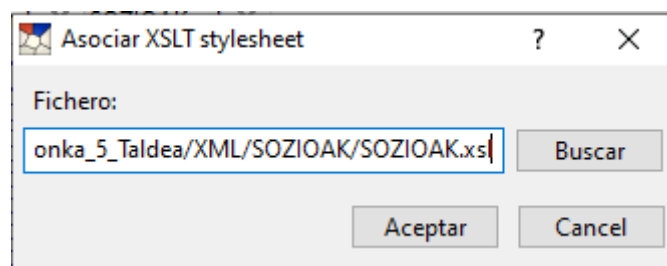 Asociar XSLT stylesheet ?
Fichero:
onka_5_Taldea/XML/SOZIOAK/SOZIOAK.xsl Buscar
Aceptar Cancel